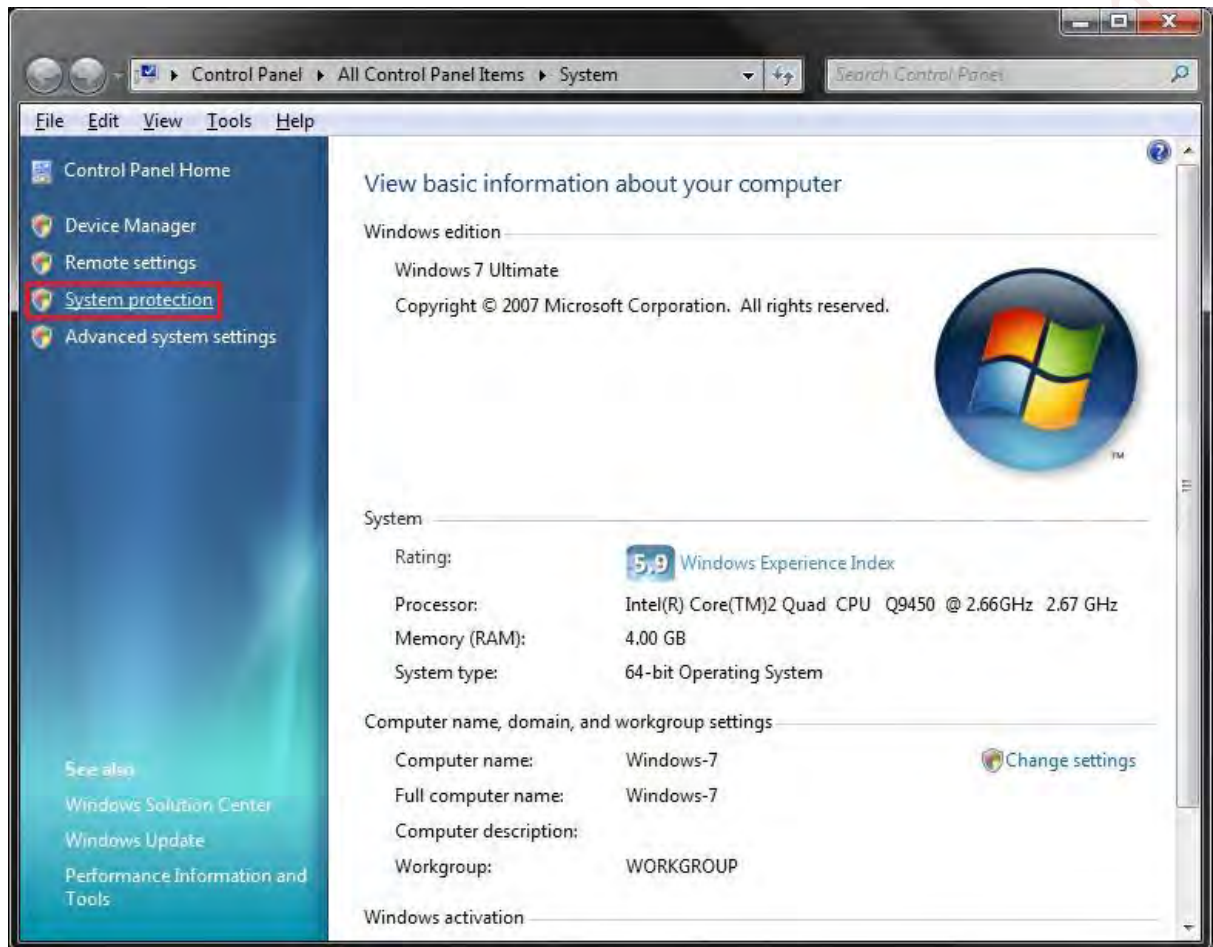 Control Panel ▸ All Control Panel Items ▸ System
Search Control Panel
File Edit View Tools Help
Control Panel Home
Device Manager
Remote settings
System protection
Advanced system settings
See also
Windows Solution Center
Windows Update
Performance Information and
Tools
View basic information about your computer
Windows edition
Windows 7 Ultimate
Copyright © 2007 Microsoft Corporation. All rights reserved.
TM
System
Rating: 5,9 Windows Experience Index
Processor: Intel(R) Core(TM)2 Quad CPU Q9450 @ 2.66GHz 2.67 GHz
Memory (RAM): 4.00 GB
System type: 64-bit Operating System
Computer name, domain, and workgroup settings
Computer name: Windows-7
Change settings
Full computer name: Windows-7
Computer description:
Workgroup: WORKGROUP
Windows activation